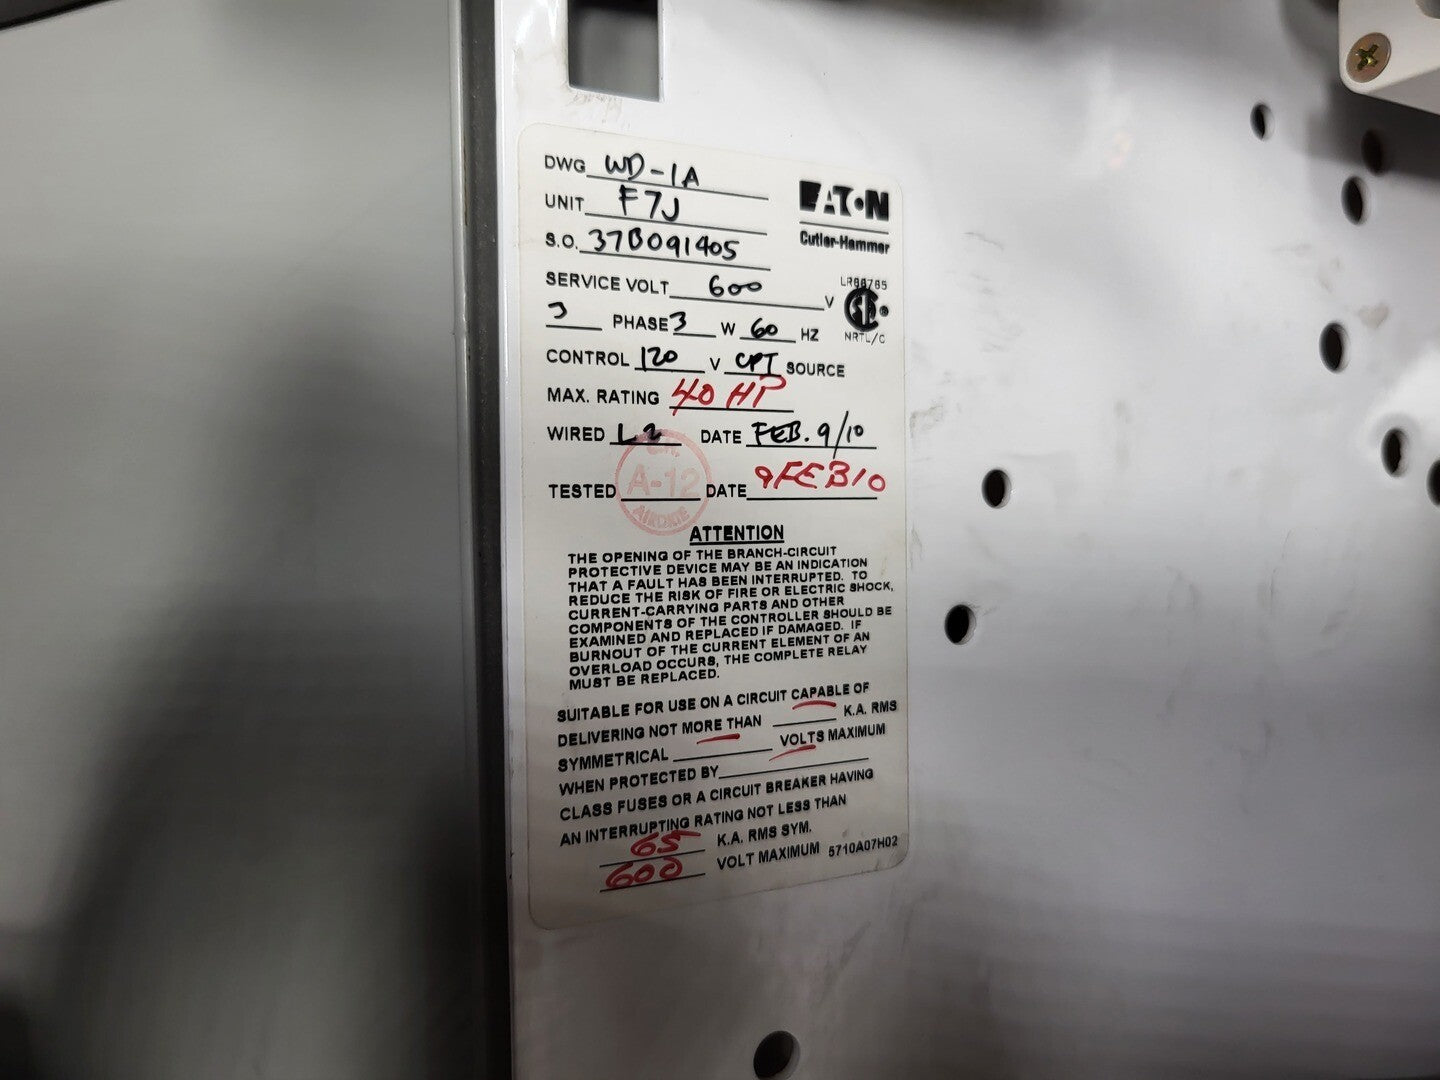 DWG WD-1A
UNIT F7J
S.O. 37B091405
EATON
Cutler-Hammer
SERVICE VOLT 600 V
LR88765
SA ®
NRTL/C
3 PHASE 3 W 60 HZ
CONTROL 120 V CPT SOURCE
MAX. RATING 40 HP
WIRED L2 DATE FEB. 9/10
TESTED A-12 AIRDRIE DATE 9FEB10
ATTENTION
THE OPENING OF THE BRANCH-CIRCUIT
PROTECTIVE DEVICE MAY BE AN INDICATION
THAT A FAULT HAS BEEN INTERRUPTED. TO
REDUCE THE RISK OF FIRE OR ELECTRIC SHOCK,
CURRENT-CARRYING PARTS AND OTHER
COMPONENTS OF THE CONTROLLER SHOULD BE
EXAMINED AND REPLACED IF DAMAGED. IF
BURNOUT OF THE CURRENT ELEMENT OF AN
OVERLOAD OCCURS, THE COMPLETE RELAY
MUST BE REPLACED.
SUITABLE FOR USE ON A CIRCUIT CAPABLE OF
DELIVERING NOT MORE THAN K.A. RMS
SYMMETRICAL VOLTS MAXIMUM
WHEN PROTECTED BY
CLASS FUSES OR A CIRCUIT BREAKER HAVING
AN INTERRUPTING RATING NOT LESS THAN
65 K.A. RMS SYM.
600 VOLT MAXIMUM 5710A07H02